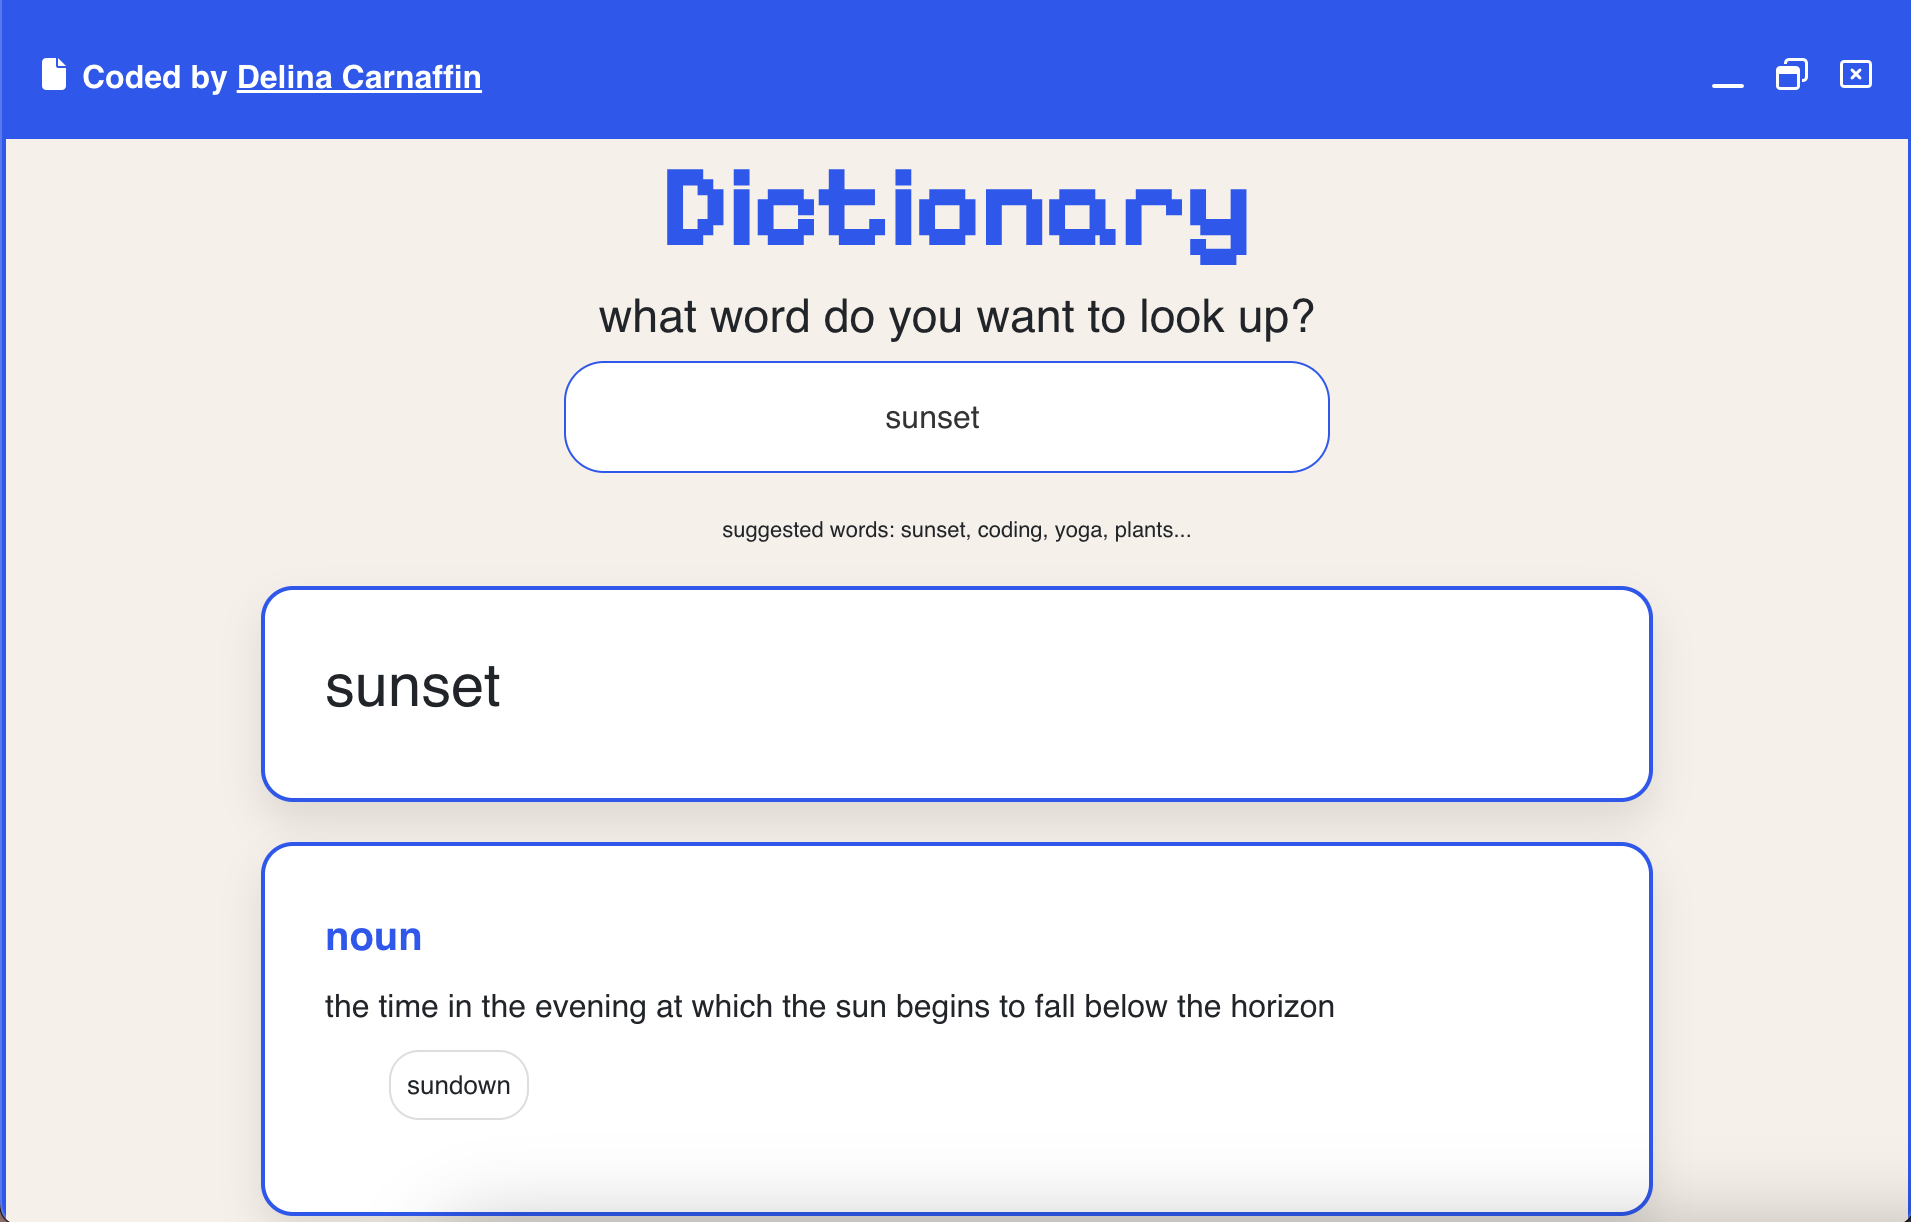 Coded by Delina Carnaffin
Dictionary
what word do you want to look up?
sunset
suggested words: sunset, coding, yoga, plants...
sunset
noun
the time in the evening at which the sun begins to fall below the horizon
sundown